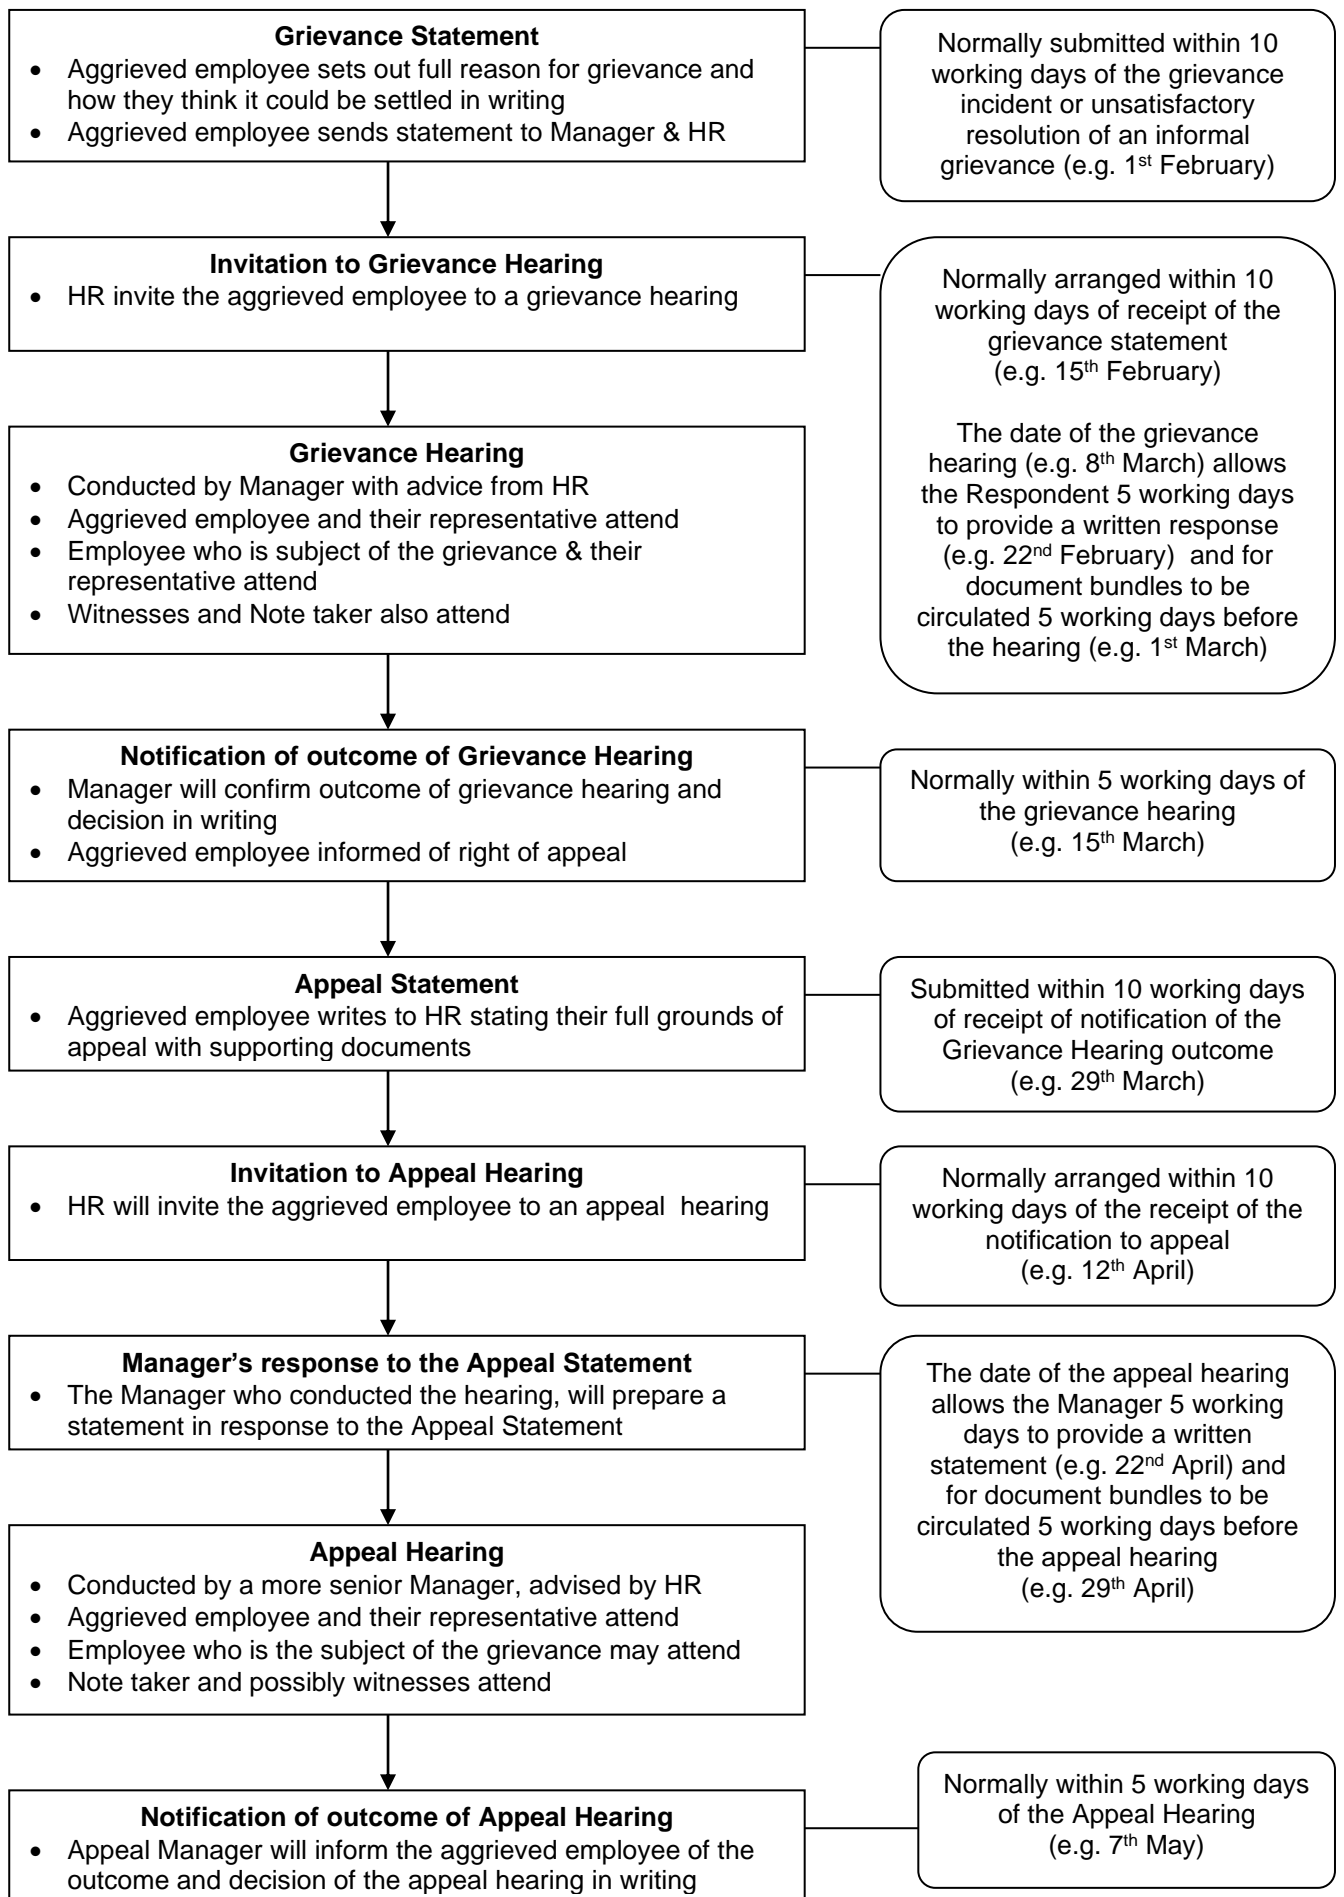 Grievance Statement
• Aggrieved employee sets out full reason for grievance and
how they think it could be settled in writing
• Aggrieved employee sends statement to Manager & HR
Normally submitted within 10
working days of the grievance
incident or unsatisfactory
resolution of an informal
grievance (e.g. 1st February)
Invitation to Grievance Hearing
• HR invite the aggrieved employee to a grievance hearing
Normally arranged within 10
working days of receipt of the
grievance statement
(e.g. 15th February)
The date of the grievance
hearing (e.g. 8th March) allows
the Respondent 5 working days
to provide a written response
(e.g. 22nd February) and for
document bundles to be
circulated 5 working days before
the hearing (e.g. 1st March)
Grievance Hearing
• Conducted by Manager with advice from HR
• Aggrieved employee and their representative attend
• Employee who is subject of the grievance & their
representative attend
• Witnesses and Note taker also attend
Notification of outcome of Grievance Hearing
• Manager will confirm outcome of grievance hearing and
decision in writing
• Aggrieved employee informed of right of appeal
Normally within 5 working days of
the grievance hearing
(e.g. 15th March)
Appeal Statement
• Aggrieved employee writes to HR stating their full grounds of
appeal with supporting documents
Submitted within 10 working days
of receipt of notification of the
Grievance Hearing outcome
(e.g. 29th March)
Invitation to Appeal Hearing
• HR will invite the aggrieved employee to an appeal hearing
Normally arranged within 10
working days of the receipt of the
notification to appeal
(e.g. 12th April)
Manager's response to the Appeal Statement
• The Manager who conducted the hearing, will prepare a
statement in response to the Appeal Statement
The date of the appeal hearing
allows the Manager 5 working
days to provide a written
statement (e.g. 22nd April) and
for document bundles to be
circulated 5 working days before
the appeal hearing
(e.g. 29th April)
Appeal Hearing
• Conducted by a more senior Manager, advised by HR
• Aggrieved employee and their representative attend
• Employee who is the subject of the grievance may attend
• Note taker and possibly witnesses attend
Notification of outcome of Appeal Hearing
• Appeal Manager will inform the aggrieved employee of the
outcome and decision of the appeal hearing in writing
Normally within 5 working days
of the Appeal Hearing
(e.g. 7th May)